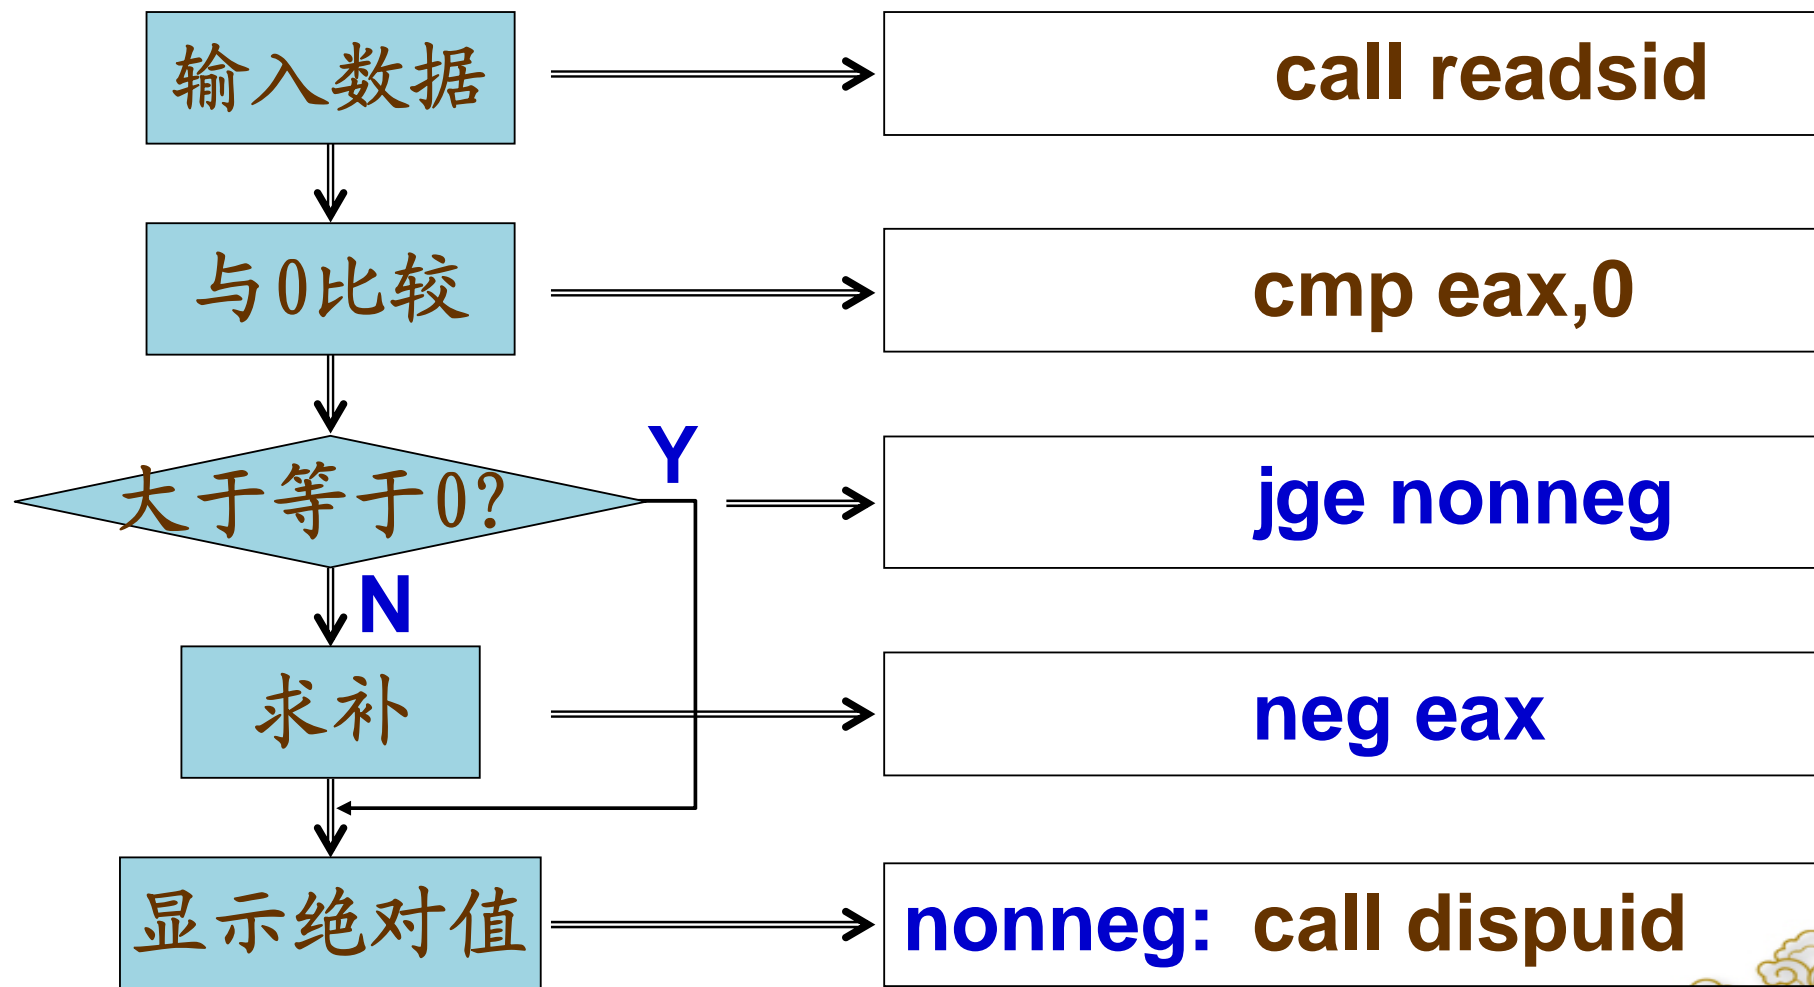 输入数据
call readsid
与0比较
cmp eax,0
大于等于0?
Y
jge nonneg
N
求补
neg eax
显示绝对值
nonneg: call dispuid